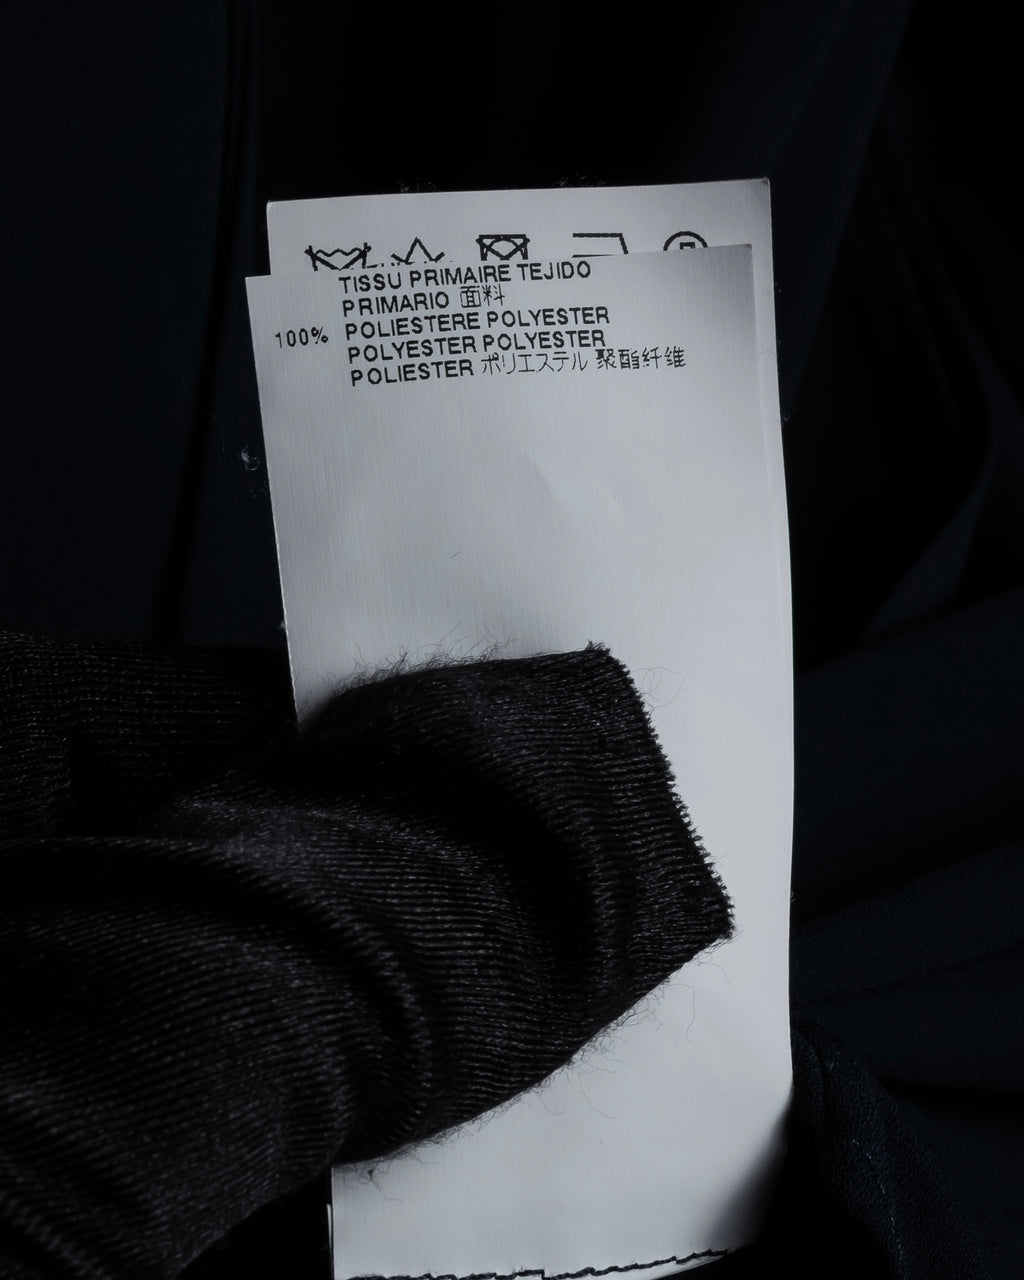 TISSU PRIMAIRE TEJIDO
PRIMARIO 面料
100% POLIESTERE POLYESTER
POLYESTER POLYESTER
POLIESTER ポリエステル 聚酯纤维